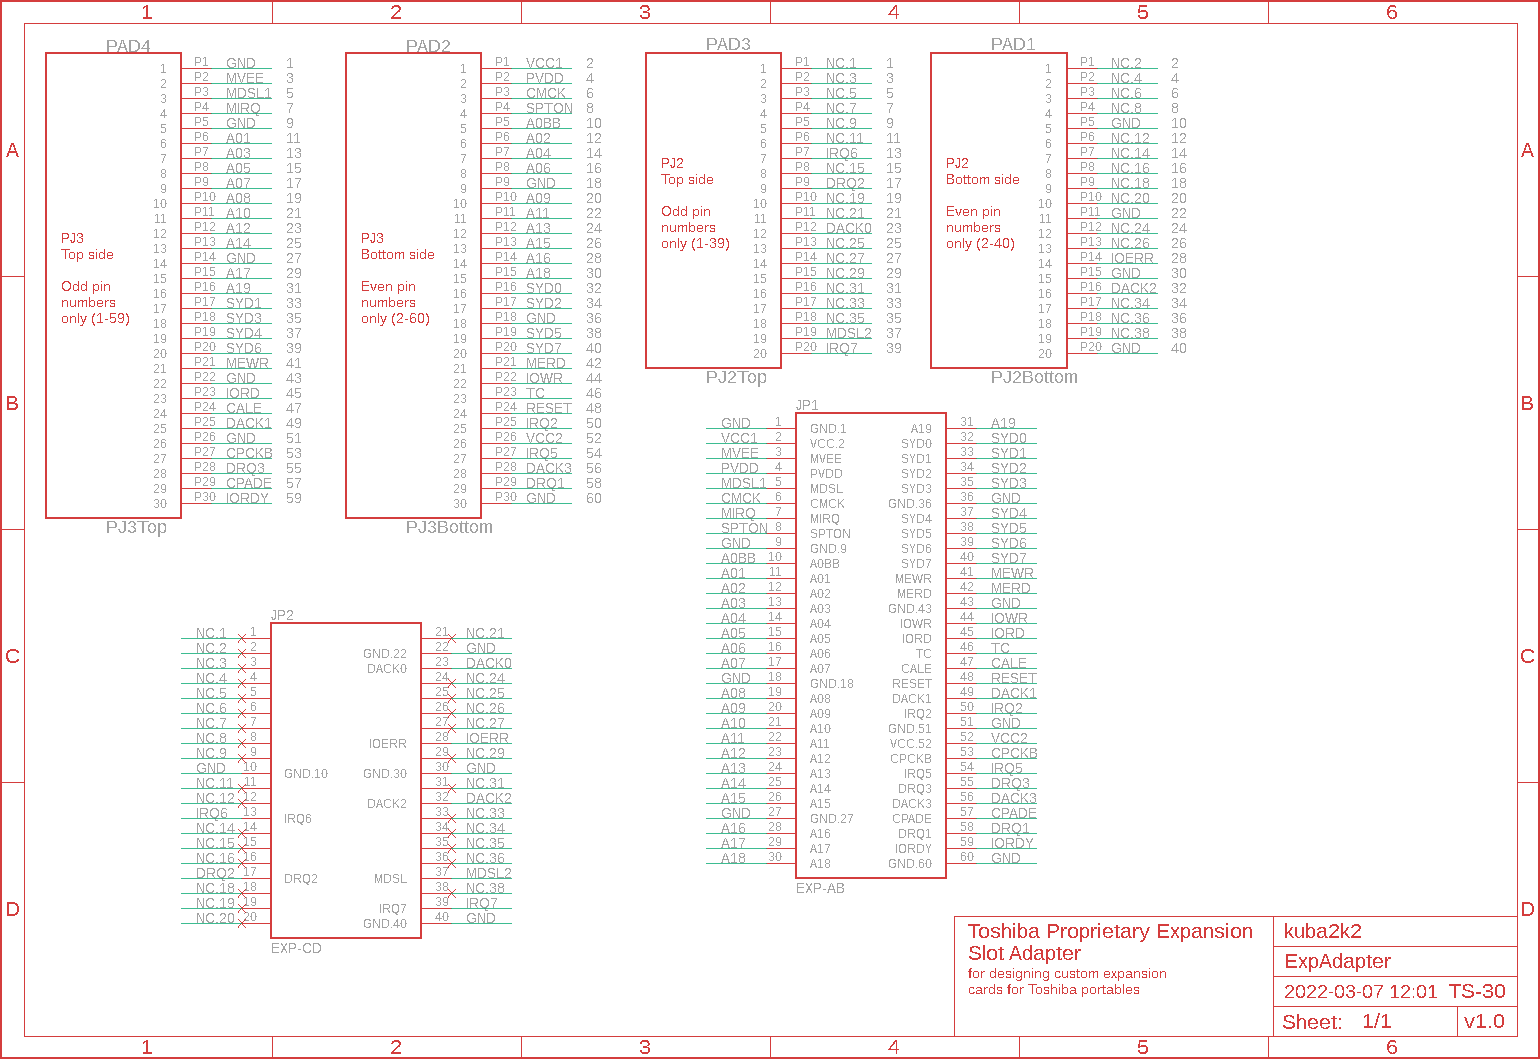 1 2 3 4 5 6
A A
B B
C C
D D
PAD4
1 P1 GND 1
2 P2 MVEE 3
3 P3 MDSL1 5
4 P4 MIRQ 7
5 P5 GND 9
6 P6 A01 11
7 P7 A03 13
8 P8 A05 15
9 P9 A07 17
10 P10 A08 19
11 P11 A10 21
12 P12 A12 23
13 P13 A14 25
14 P14 GND 27
15 P15 A17 29
16 P16 A19 31
17 P17 SYD1 33
18 P18 SYD3 35
19 P19 SYD4 37
20 P20 SYD6 39
21 P21 MEWR 41
22 P22 GND 43
23 P23 IORD 45
24 P24 CALE 47
25 P25 DACK1 49
26 P26 GND 51
27 P27 CPCKB 53
28 P28 DRQ3 55
29 P29 CPADE 57
30 P30 IORDY 59
PJ3
Top side
Odd pin
numbers
only (1-59)
PJ3Top
PAD2
1 P1 VCC1 2
2 P2 PVDD 4
3 P3 CMCK 6
4 P4 SPTON 8
5 P5 A0BB 10
6 P6 A02 12
7 P7 A04 14
8 P8 A06 16
9 P9 GND 18
10 P10 A09 20
11 P11 A11 22
12 P12 A13 24
13 P13 A15 26
14 P14 A16 28
15 P15 A18 30
16 P16 SYD0 32
17 P17 SYD2 34
18 P18 GND 36
19 P19 SYD5 38
20 P20 SYD7 40
21 P21 MERD 42
22 P22 IOWR 44
23 P23 TC 46
24 P24 RESET 48
25 P25 IRQ2 50
26 P26 VCC2 52
27 P27 IRQ5 54
28 P28 DACK3 56
29 P29 DRQ1 58
30 P30 GND 60
PJ3
Bottom side
Even pin
numbers
only (2-60)
PJ3Bottom
PAD3
1 P1 NC.1 1
2 P2 NC.3 3
3 P3 NC.5 5
4 P4 NC.7 7
5 P5 NC.9 9
6 P6 NC.11 11
7 P7 IRQ6 13
8 P8 NC.15 15
9 P9 DRQ2 17
10 P10 NC.19 19
11 P11 NC.21 21
12 P12 DACK0 23
13 P13 NC.25 25
14 P14 NC.27 27
15 P15 NC.29 29
16 P16 NC.31 31
17 P17 NC.33 33
18 P18 NC.35 35
19 P19 MDSL2 37
20 P20 IRQ7 39
PJ2
Top side
Odd pin
numbers
only (1-39)
PJ2Top
PAD1
1 P1 NC.2 2
2 P2 NC.4 4
3 P3 NC.6 6
4 P4 NC.8 8
5 P5 GND 10
6 P6 NC.12 12
7 P7 NC.14 14
8 P8 NC.16 16
9 P9 NC.18 18
10 P10 NC.20 20
11 P11 GND 22
12 P12 NC.24 24
13 P13 NC.26 26
14 P14 IOERR 28
15 P15 GND 30
16 P16 DACK2 32
17 P17 NC.34 34
18 P18 NC.36 36
19 P19 NC.38 38
20 P20 GND 40
PJ2
Bottom side
Even pin
numbers
only (2-40)
PJ2Bottom
JP1
GND 1 GND.1 A19 31 A19
VCC1 2 VCC.2 SYD0 32 SYD0
MVEE 3 MVEE SYD1 33 SYD1
PVDD 4 PVDD SYD2 34 SYD2
MDSL1 5 MDSL SYD3 35 SYD3
CMCK 6 CMCK GND.36 36 GND
MIRQ 7 MIRQ SYD4 37 SYD4
SPTON 8 SPTON SYD5 38 SYD5
GND 9 GND.9 SYD6 39 SYD6
A0BB 10 A0BB SYD7 40 SYD7
A01 11 A01 MEWR 41 MEWR
A02 12 A02 MERD 42 MERD
A03 13 A03 GND.43 43 GND
A04 14 A04 IOWR 44 IOWR
A05 15 A05 IORD 45 IORD
A06 16 A06 TC 46 TC
A07 17 A07 CALE 47 CALE
GND 18 GND.18 RESET 48 RESET
A08 19 A08 DACK1 49 DACK1
A09 20 A09 IRQ2 50 IRQ2
A10 21 A10 GND.51 51 GND
A11 22 A11 VCC.52 52 VCC2
A12 23 A12 CPCKB 53 CPCKB
A13 24 A13 IRQ5 54 IRQ5
A14 25 A14 DRQ3 55 DRQ3
A15 26 A15 DACK3 56 DACK3
GND 27 GND.27 CPADE 57 CPADE
A16 28 A16 DRQ1 58 DRQ1
A17 29 A17 IORDY 59 IORDY
A18 30 A18 GND.60 60 GND
EXP-AB
JP2
NC.1 1 21 NC.21
NC.2 2 GND.22 22 GND
NC.3 3 DACK0 23 DACK0
NC.4 4 24 NC.24
NC.5 5 25 NC.25
NC.6 6 26 NC.26
NC.7 7 27 NC.27
NC.8 8 IOERR 28 IOERR
NC.9 9 29 NC.29
GND 10 GND.10 GND.30 30 GND
NC.11 11 31 NC.31
NC.12 12 DACK2 32 DACK2
IRQ6 13 IRQ6 33 NC.33
NC.14 14 34 NC.34
NC.15 15 35 NC.35
NC.16 16 36 NC.36
DRQ2 17 DRQ2 MDSL 37 MDSL2
NC.18 18 38 NC.38
NC.19 19 IRQ7 39 IRQ7
NC.20 20 GND.40 40 GND
EXP-CD
Toshiba Proprietary Expansion
Slot Adapter
for designing custom expansion
cards for Toshiba portables
kuba2k2
ExpAdapter
2022-03-07 12:01 TS-30
Sheet: 1/1 v1.0
1 2 3 4 5 6